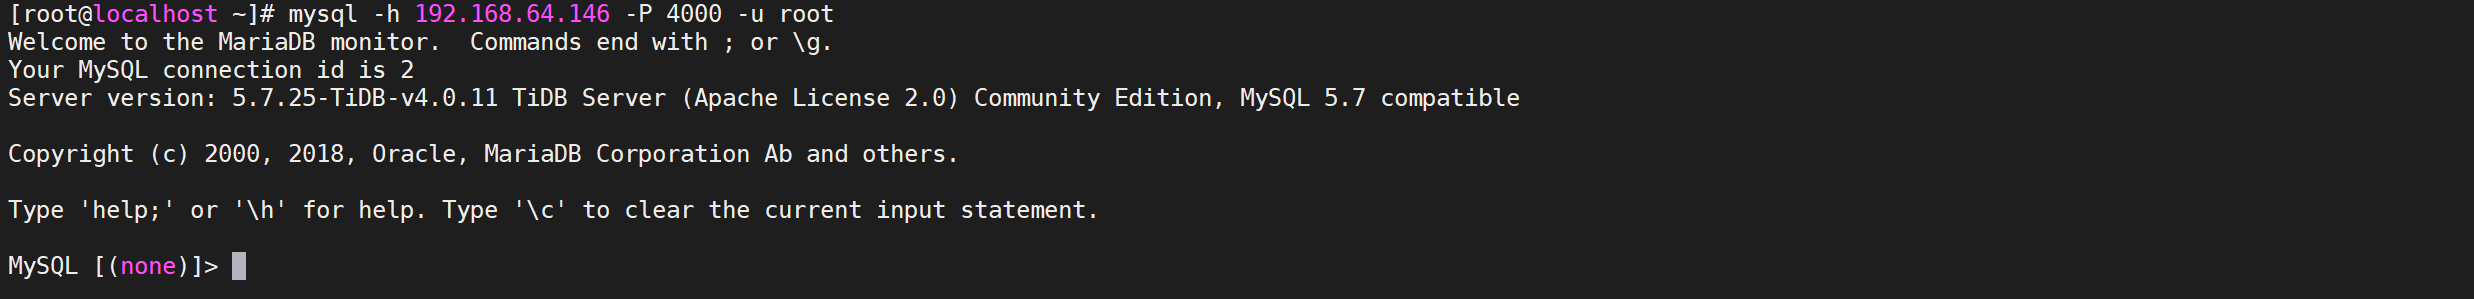 [root@localhost ~]# mysql -h 192.168.64.146 -P 4000 -u root
Welcome to the MariaDB monitor.  Commands end with ; or \g.
Your MySQL connection id is 2
Server version: 5.7.25-TiDB-v4.0.11 TiDB Server (Apache License 2.0) Community Edition, MySQL 5.7 compatible
Copyright (c) 2000, 2018, Oracle, MariaDB Corporation Ab and others.
Type 'help;' or '\h' for help. Type '\c' to clear the current input statement.
MySQL [(none)]>